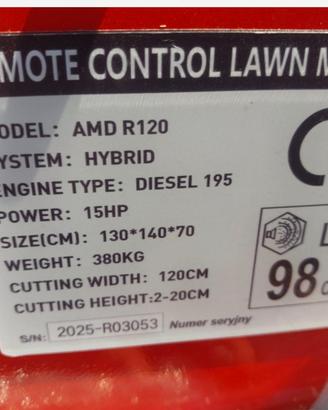 MOTE CONTROL LAWN M
ODEL: AMD R120
YSTEM: HYBRID
ENGINE TYPE: DIESEL 195
POWER: 15HP
SIZE(CM): 130*140*70
WEIGHT: 380KG
CUTTING WIDTH: 120CM
CUTTING HEIGHT:2-20CM
S/N: 2025-R03053 Numer seryjny
98